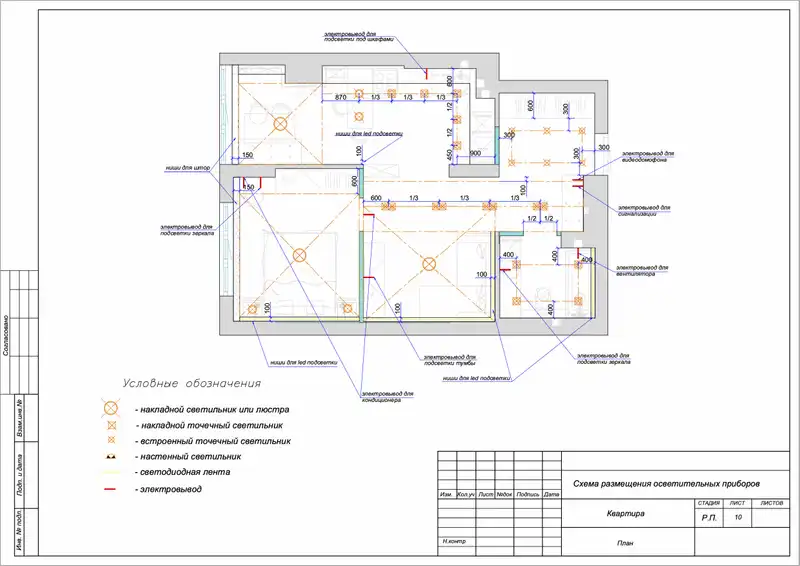 электровывод для
подсветки под шкафами
870
1/3
1/3
1/3
600
1/2
1/2
450
900
600
300
300
300
300
ниши для led подсветки
100
150
ниши для штор
электровывод для
видеодомофона
150
600
600
1/3
1/3
1/3
100
электровывод для
сигнализации
1/2
1/2
электровывод для
подсветки зеркала
400
400
400
400
электровывод для
вентилятора
100
100
100
ниши для led подсветки
электровывод для
подсветки тумбы
ниши для led подсветки
электровывод для
подсветки зеркала
электровывод для
кондиционера
Условные обозначения
- накладной светильник или люстра
- накладной точечный светильник
- встроенный точечный светильник
- настенный светильник
- светодиодная лента
- электровывод
Согласовано
Взам.инв.№
Подп. и дата
Инв. № подл.
Изм. Кол.уч Лист №док Подпись Дата
Н.контр
Схема размещения осветительных приборов
Квартира
СТАДИЯ ЛИСТ ЛИСТОВ
Р.П. 10
План